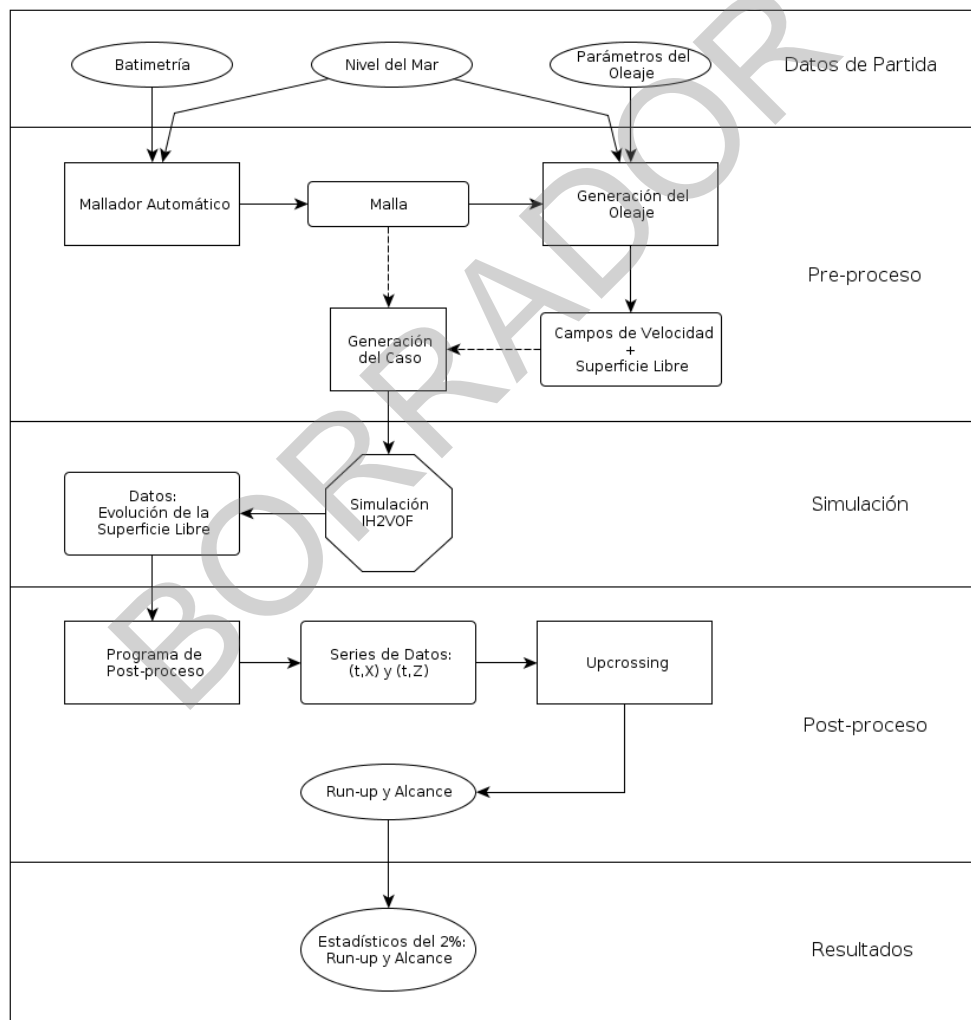 Batimetría
Nivel del Mar
Parámetros del
Oleaje
Datos de Partida
Mallador Automático
Malla
Generación del
Oleaje
Pre-proceso
Generación
del Caso
Campos de Velocidad
+
Superficie Libre
Datos:
Evolución de la
Superficie Libre
Simulación
IH2VOF
Simulación
Programa de
Post-proceso
Series de Datos:
(t,X) y (t,Z)
Upcrossing
Post-proceso
Run-up y Alcance
Estadísticos del 2%:
Run-up y Alcance
Resultados
BORRADOR